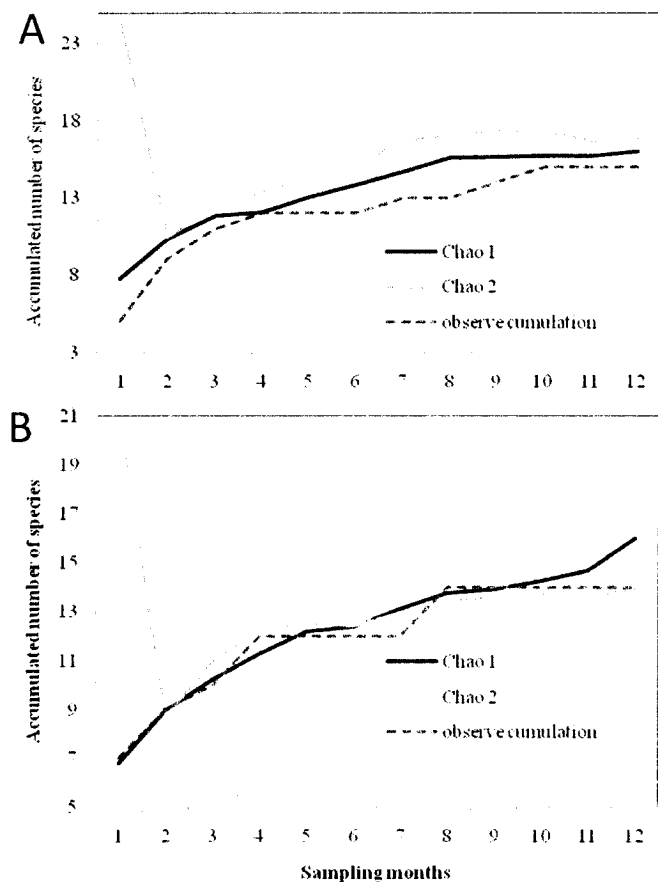 A
Accumulated number of species
23
18
13
8
3
Chao 1
Chao 2
observe cumulation
1 2 3 4 5 6 7 8 9 10 11 12
B
Accumulated number of species
21
19
17
15
13
11
9
7
5
Chao 1
Chao 2
observe cumulation
1 2 3 4 5 6 7 8 9 10 11 12
Sampling months